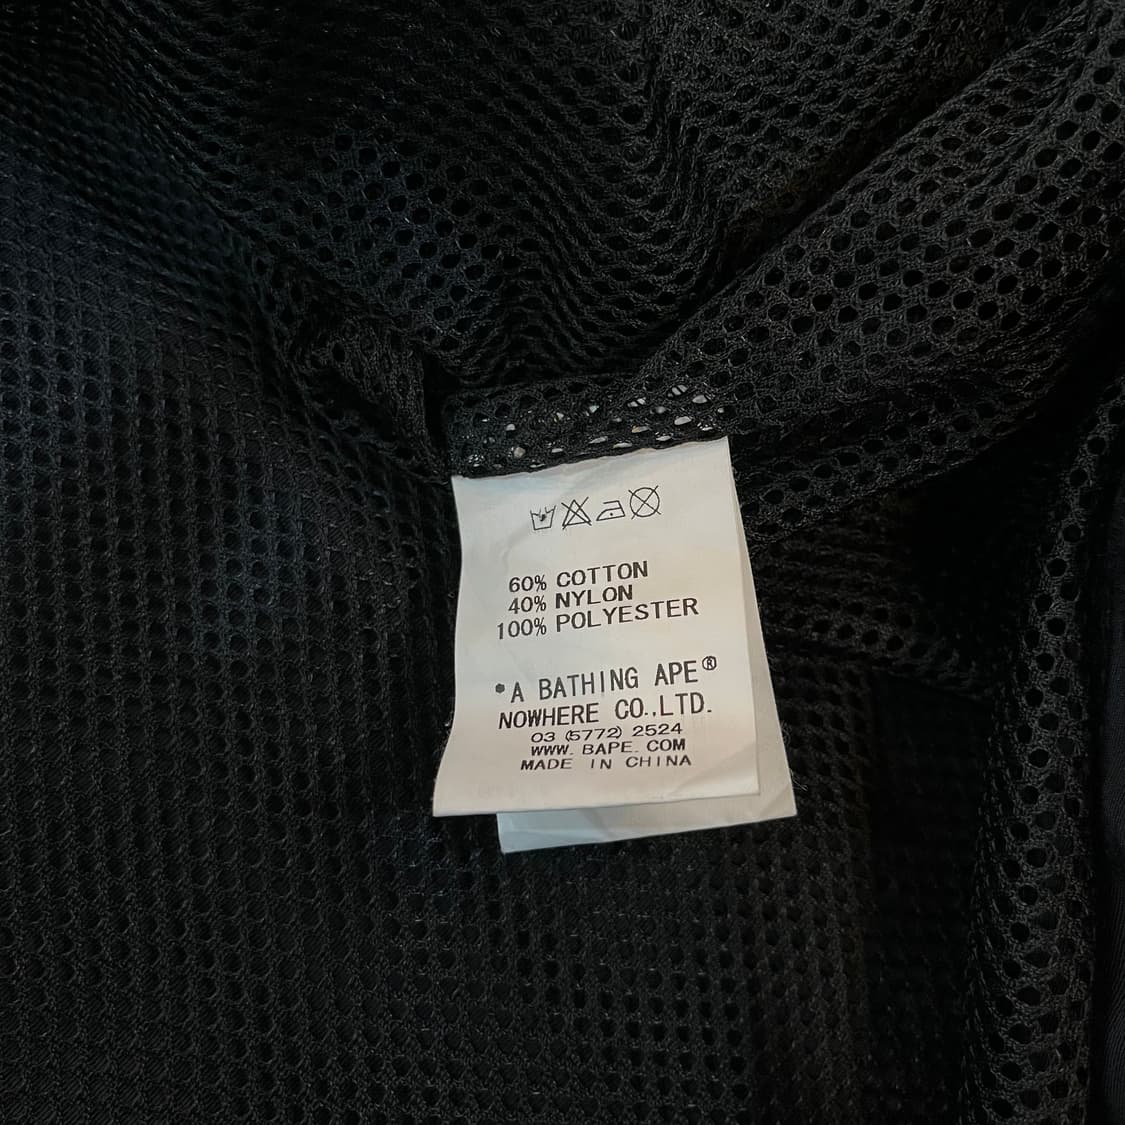 60% COTTON
40% NYLON
100% POLYESTER
*A BATHING APE®
NOWHERE CO.,LTD.
03 (5772) 2524
WWW. BAPE. COM
MADE IN CHINA